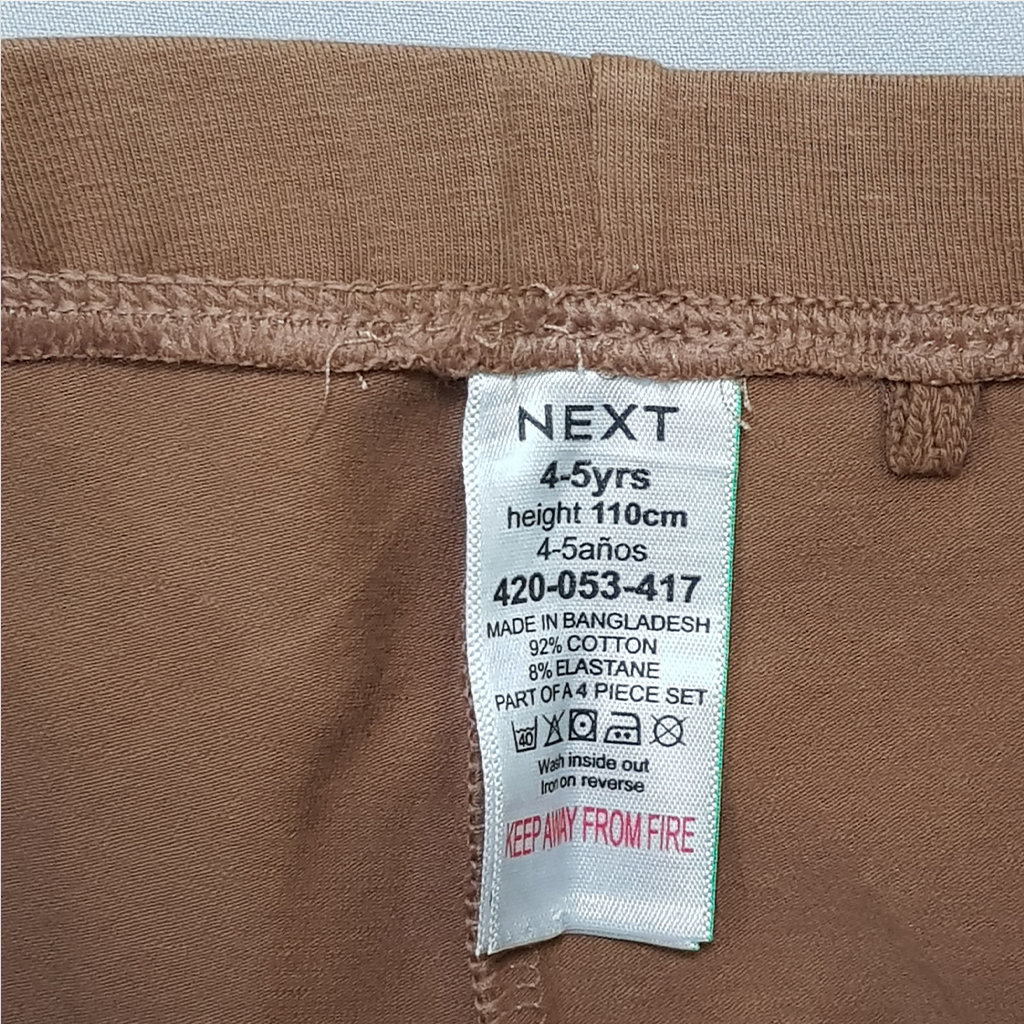 NEXT
4-5yrs
height 110cm
4-5años
420-053-417
MADE IN BANGLADESH
92% COTTON
8% ELASTANE
PART OF A 4 PIECE SET
40
Wash inside out
Iron on reverse
KEEP AWAY FROM FIRE